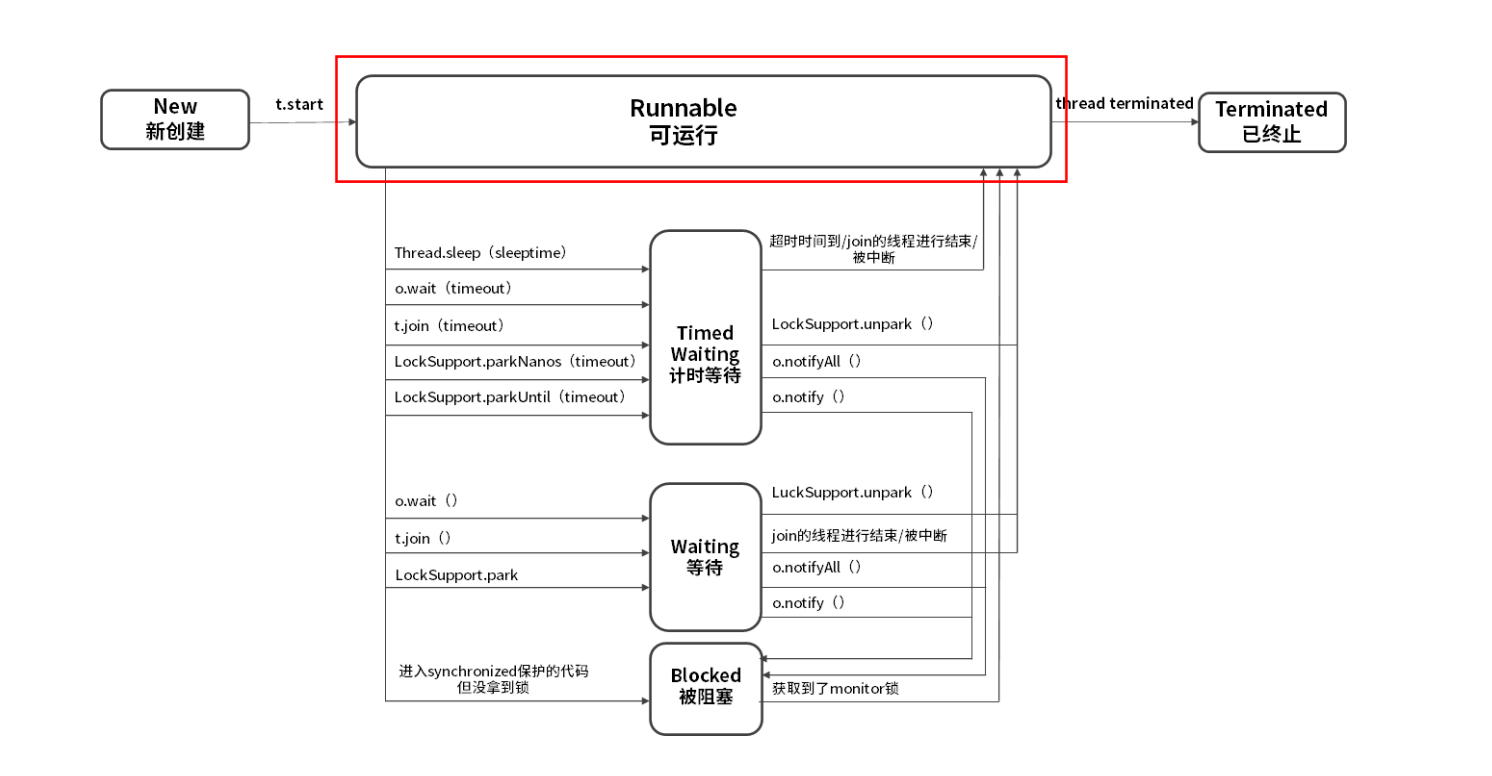 New
新创建
t.start
Runnable
可运行
thread terminated
Terminated
已终止
Thread.sleep（sleeptime）
o.wait（timeout）
t.join（timeout）
LockSupport.parkNanos（timeout）
LockSupport.parkUntil（timeout）
Timed
Waiting
计时等待
超时时间到/join的线程进行结束/
被中断
LockSupport.unpark（）
o.notifyAll（）
o.notify（）
o.wait（）
t.join（）
LockSupport.park
Waiting
等待
LuckSupport.unpark（）
join的线程进行结束/被中断
o.notifyAll（）
o.notify（）
进入synchronized保护的代码
但没拿到锁
Blocked
被阻塞
获取到了monitor锁